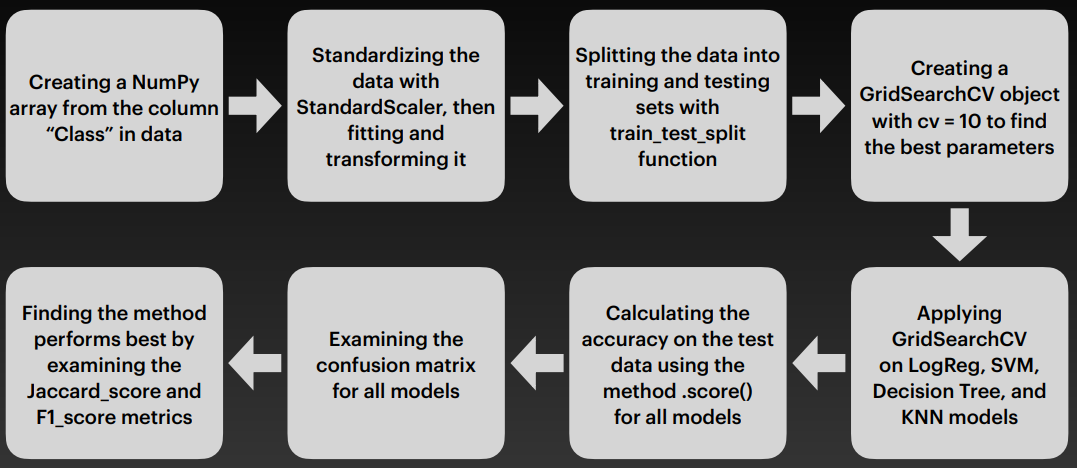 Creating a NumPy
array from the column
“Class” in data
Standardizing the
data with
StandardScaler, then
fitting and
transforming it
Splitting the data into
training and testing
sets with
train_test_split
function
Creating a
GridSearchCV object
with cv = 10 to find
the best parameters
Applying
GridSearchCV
on LogReg, SVM,
Decision Tree, and
KNN models
Calculating the
accuracy on the test
data using the
method .score()
for all models
Examining the
confusion matrix
for all models
Finding the method
performs best by
examining the
Jaccard_score and
F1_score metrics